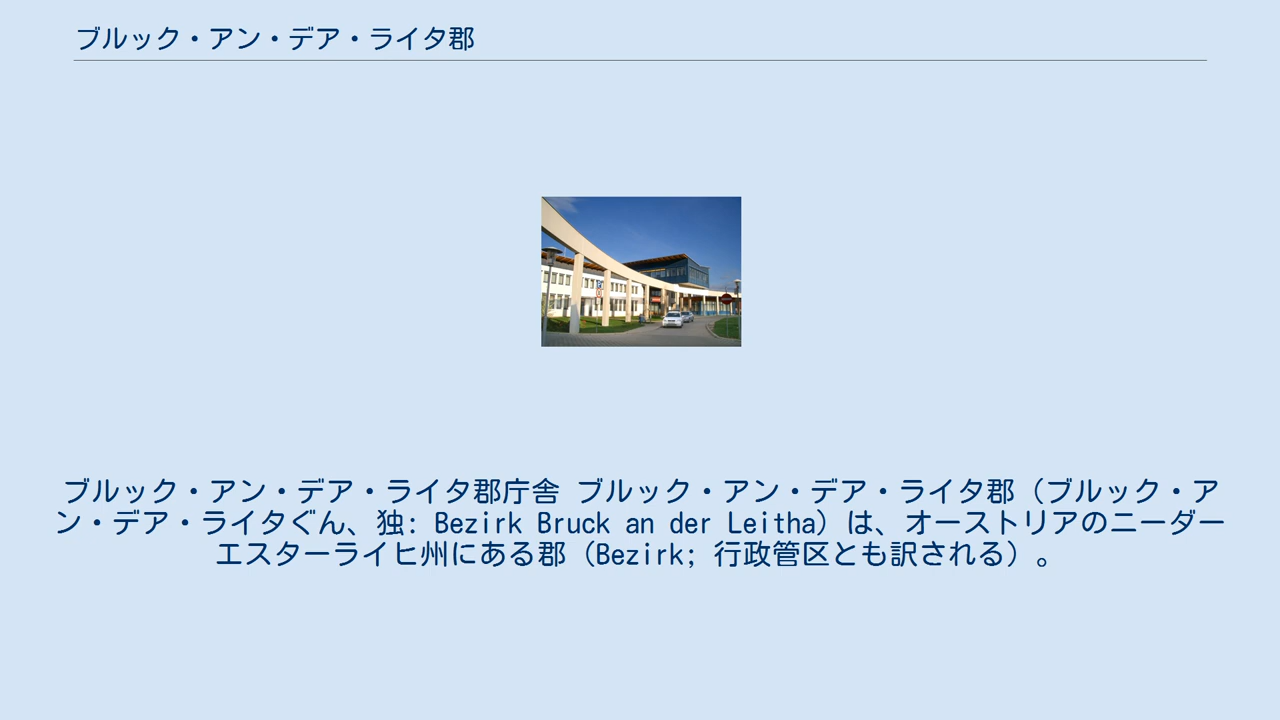 ブルック・アン・デア・ライタ郡
ブルック・アン・デア・ライタ郡庁舎 ブルック・アン・デア・ライタ郡（ブルック・ア
ン・デア・ライタぐん、独: Bezirk Bruck an der Leitha）は、オーストリアのニーダー
エスターライヒ州にある郡（Bezirk; 行政管区とも訳される）。